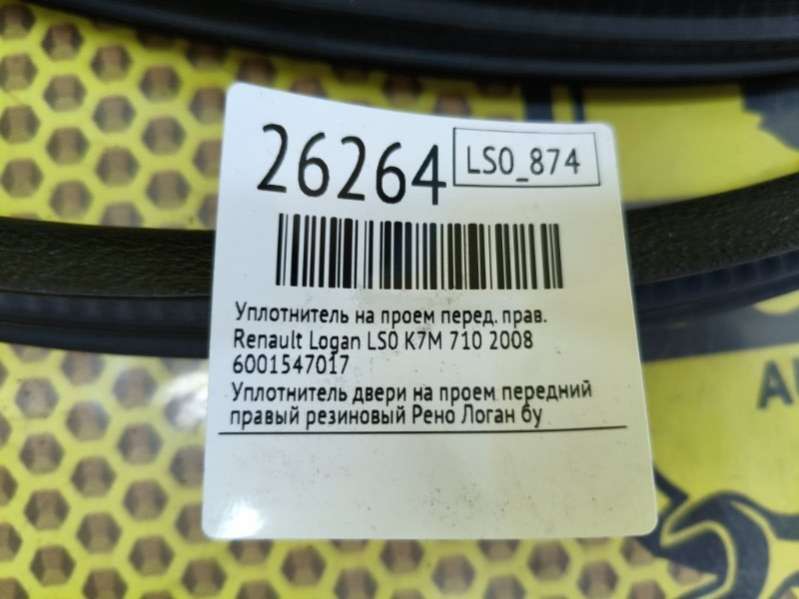 26264
LS0_874
Уплотнитель на проем перед. прав.
Renault Logan LS0 K7M 710 2008
6001547017
Уплотнитель двери на проем передний
правый резиновый Рено Логан бу